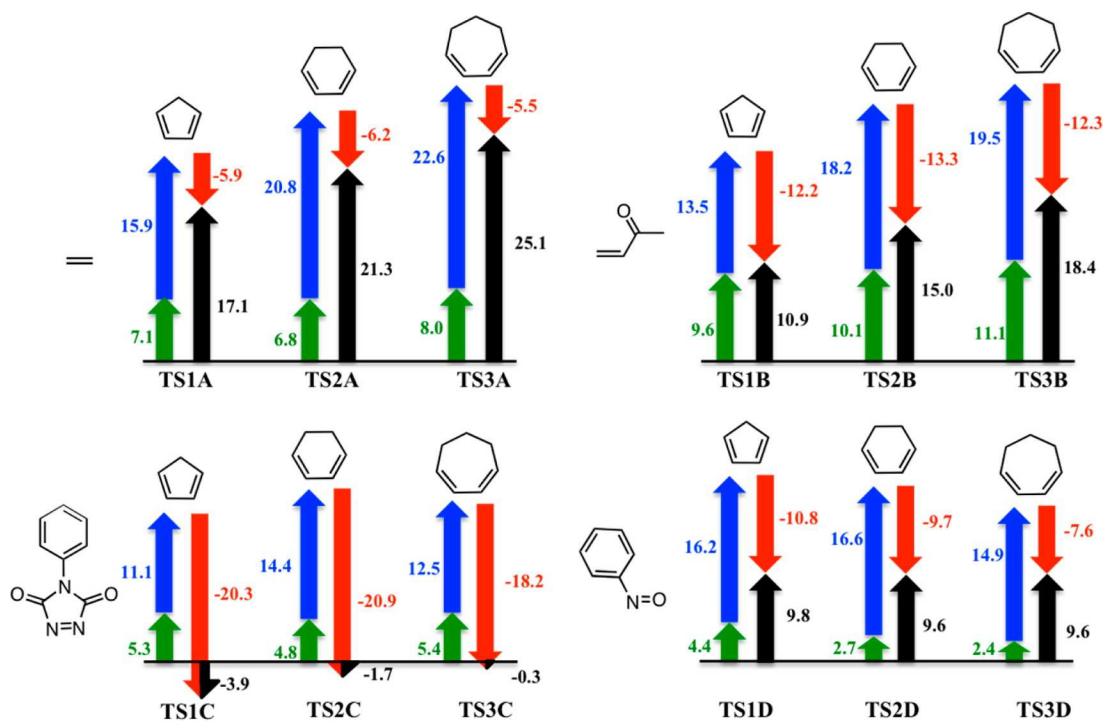 -5.9
15.9
7.1
17.1
TS1A
-6.2
20.8
6.8
21.3
TS2A
-5.5
22.6
8.0
25.1
TS3A
O
-12.2
13.5
9.6
10.9
TS1B
-13.3
18.2
10.1
15.0
TS2B
-12.3
19.5
11.1
18.4
TS3B
O
N
O
N=N
11.1
-20.3
5.3
-3.9
TS1C
14.4
-20.9
4.8
-1.7
TS2C
12.5
-18.2
5.4
-0.3
TS3C
N=O
-10.8
16.2
4.4
9.8
TS1D
-9.7
16.6
2.7
9.6
TS2D
-7.6
14.9
2.4
9.6
TS3D